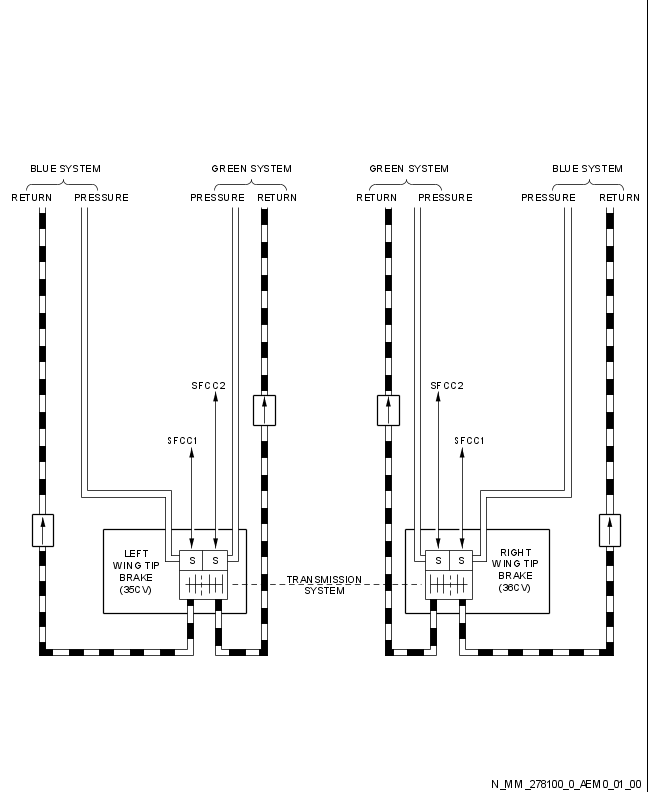 BLUE SYSTEM GREEN SYSTEM GREEN SYSTEM BLUE SYSTEM
RETURN PRESSURE PRESSURE RETURN RETURN PRESSURE PRESSURE RETURN
SFCC2 SFCC2
SFCC1 SFCC1
LEFT
WING TIP
BRAKE
(35CV)
S S
S S
RIGHT
WING TIP
BRAKE
(36CV)
TRANSMISSION
SYSTEM
N_MM_278100_0_AEM0_01_00